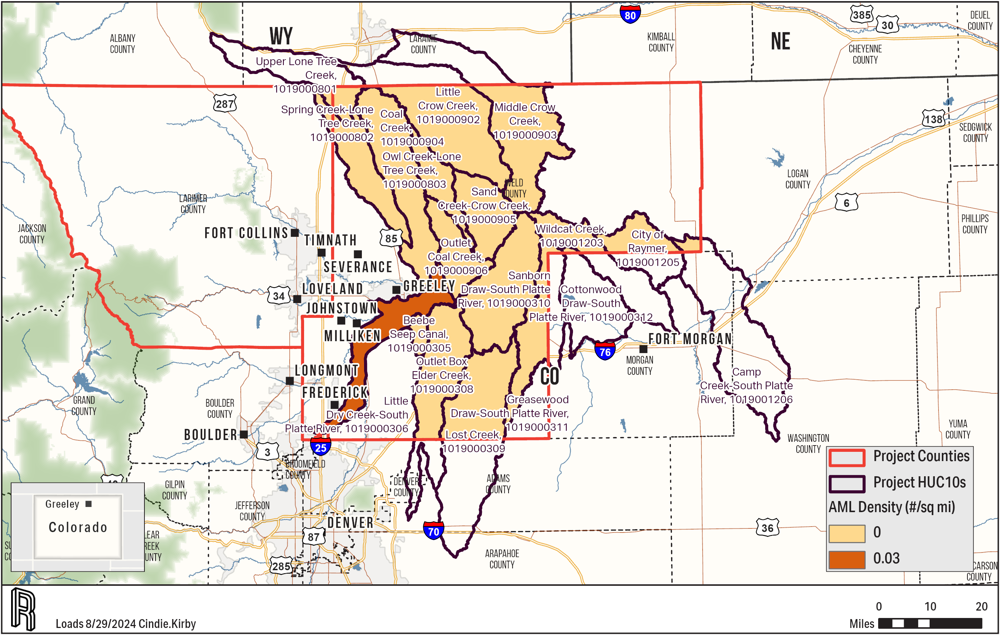 80
385
30
DEUEL
COUNTY
WY
NE
ALBANY
COUNTY
LARAMIE
COUNTY
KIMBALL
COUNTY
CHEYENNE
COUNTY
Upper Lone Tree
Creek,
1019000801
287
Little
Crow Creek,
1019000902
Middle Crow
Creek,
1019000903
138
SEDGWICK
COUNTY
Spring Creek-Lone
Tree Creek,
1019000802
Coal
Creek,
1019000904
Owl Creek-Lone
Tree Creek,
1019000803
WELD
COUNTY
LOGAN
COUNTY
Sand
Creek-Crow Creek,
1019000905
6
LARIMER
COUNTY
PHILLIPS
COUNTY
JACKSON
COUNTY
FORT COLLINS
TIMNATH
85
Wildcat Creek,
1019001203
City of
Raymer,
1019001205
Outlet
Coal Creek,
1019000906
SEVERANCE
GREELEY
34
LOVELAND
Sanborn
Draw-South Platte
River, 1019000310
Cottonwood
Draw-South
Platte River, 1019000312
JOHNSTOWN
MILLIKEN
Beebe
Seep Canal,
1019000305
FORT MORGAN
76
MORGAN
COUNTY
Outlet Box
Elder Creek,
1019000308
CO
LONGMONT
FREDERICK
Camp
Creek-South Platte
River, 1019001206
GRAND
COUNTY
BOULDER
COUNTY
Little
Dry Creek-South
Platte River, 1019000306
Greasewood
Draw-South Platte River,
1019000311
BOULDER
Lost Creek,
1019000309
YUMA
COUNTY
WASHINGTON
COUNTY
3
25
BROOMFIELD
COUNTY
DENVER
COUNTY
ADAMS
COUNTY
GILPIN
COUNTY
JEFFERSON
COUNTY
DENVER
70
87
36
285
ARAPAHOE
COUNTY
LEAR
REEK
UNTY
CARSON
COUNTY
Greeley
Colorado
Project Counties
Project HUC10s
AML Density (#/sq mi)
0
0.03
Loads 8/29/2024 Cindie.Kirby
0 10 20
Miles